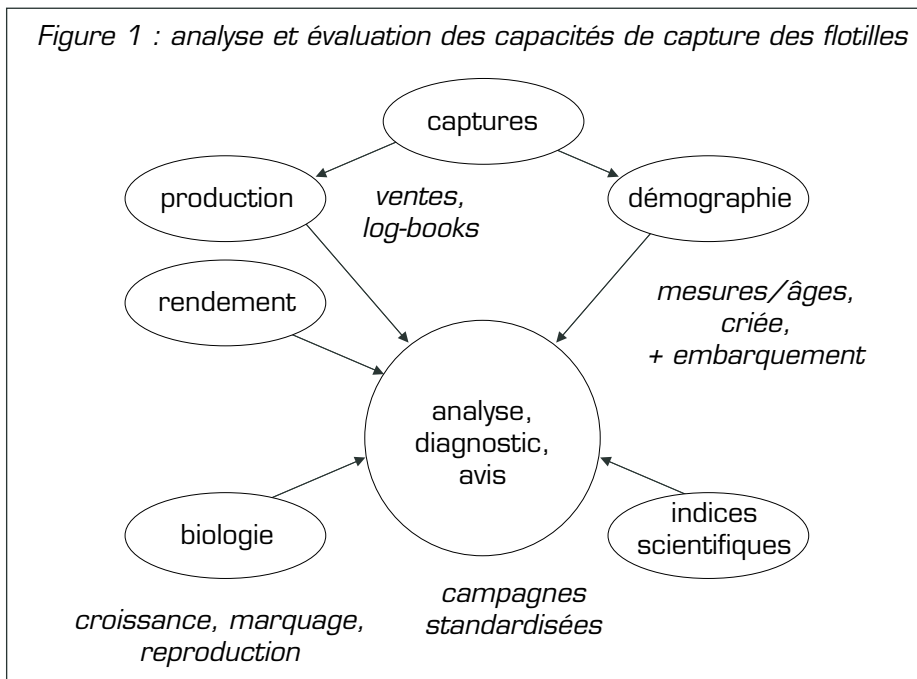 Figure 1 : analyse et évaluation des capacités de capture des flotilles
captures
production
ventes,
log-books
démographie
rendement
mesures/âges,
criée,
+ embarquement
analyse,
diagnostic,
avis
biologie
indices
scientifiques
campagnes
standardisées
croissance, marquage,
reproduction